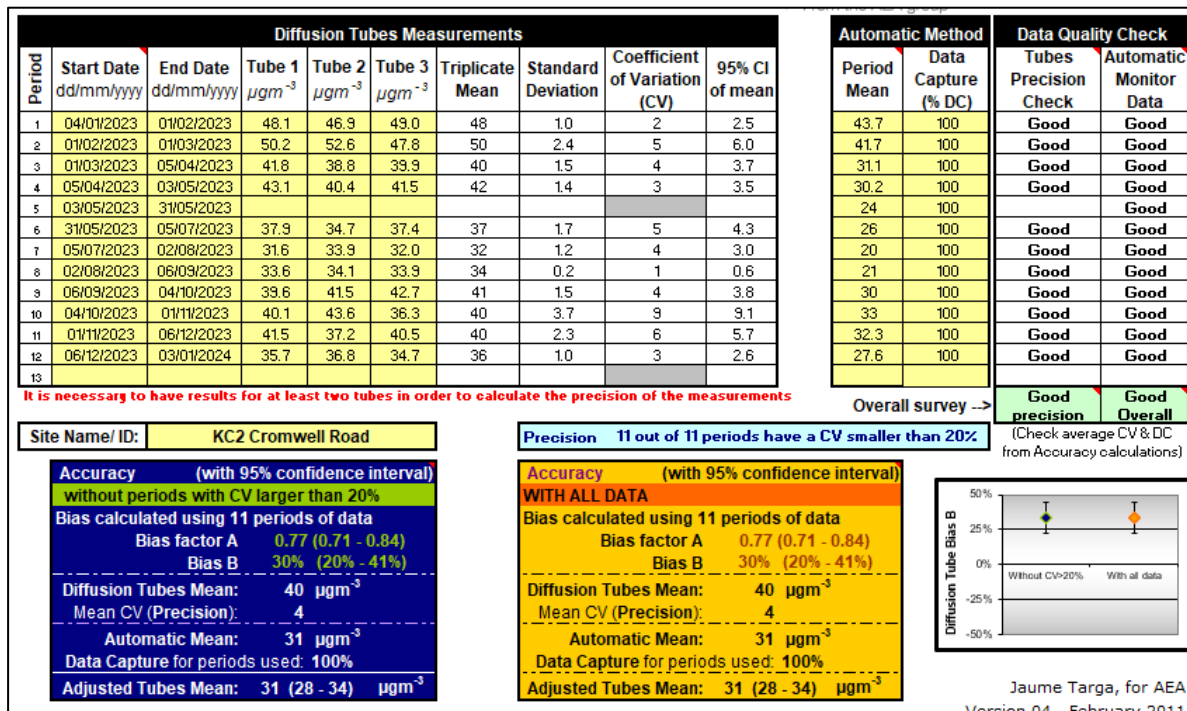 Diffusion Tubes Measurements
Period Start Date dd/mm/yyyy End Date dd/mm/yyyy Tube 1 µgm-3 Tube 2 µgm-3 Tube 3 µgm-3 Triplicate Mean Standard Deviation Coefficient of Variation (CV) 95% CI of mean
Automatic Method
Period Mean Data Capture (% DC)
Data Quality Check
Tubes Precision Check Automatic Monitor Data
1 04/01/2023 01/02/2023 48.1 46.9 49.0 48 1.0 2 2.5 43.7 100 Good Good
2 01/02/2023 01/03/2023 50.2 52.6 47.8 50 2.4 5 6.0 41.7 100 Good Good
3 01/03/2023 05/04/2023 41.8 38.8 39.9 40 1.5 4 3.7 31.1 100 Good Good
4 05/04/2023 03/05/2023 43.1 40.4 41.5 42 1.4 3 3.5 30.2 100 Good Good
5 03/05/2023 31/05/2023 24 100 Good
6 31/05/2023 05/07/2023 37.9 34.7 37.4 37 1.7 5 4.3 26 100 Good Good
7 05/07/2023 02/08/2023 31.6 33.9 32.0 32 1.2 4 3.0 20 100 Good Good
8 02/08/2023 06/09/2023 33.6 34.1 33.9 34 0.2 1 0.6 21 100 Good Good
9 06/09/2023 04/10/2023 39.6 41.5 42.7 41 1.5 4 3.8 30 100 Good Good
10 04/10/2023 01/11/2023 40.1 43.6 36.3 40 3.7 9 9.1 33 100 Good Good
11 01/11/2023 06/12/2023 41.5 37.2 40.5 40 2.3 6 5.7 32.3 100 Good Good
12 06/12/2023 03/01/2024 35.7 36.8 34.7 36 1.0 3 2.6 27.6 100 Good Good
13
It is necessary to have results for at least two tubes in order to calculate the precision of the measurements
Overall survey --> Good precision Good Overall
(Check average CV & DC from Accuracy calculations)
Site Name/ ID: KC2 Cromwell Road
Precision 11 out of 11 periods have a CV smaller than 20%
Accuracy (with 95% confidence interval)
without periods with CV larger than 20%
Bias calculated using 11 periods of data
Bias factor A 0.77 (0.71 - 0.84)
Bias B 30% (20% - 41%)
Diffusion Tubes Mean: 40 µgm-3
Mean CV (Precision): 4
Automatic Mean: 31 µgm-3
Data Capture for periods used: 100%
Adjusted Tubes Mean: 31 (28 - 34) µgm-3
Accuracy (with 95% confidence interval)
WITH ALL DATA
Bias calculated using 11 periods of data
Bias factor A 0.77 (0.71 - 0.84)
Bias B 30% (20% - 41%)
Diffusion Tubes Mean: 40 µgm-3
Mean CV (Precision): 4
Automatic Mean: 31 µgm-3
Data Capture for periods used: 100%
Adjusted Tubes Mean: 31 (28 - 34) µgm-3
Diffusion Tube Bias B
50%
25%
0%
-25%
-50%
Without CV>20% With all data
Jaume Targa, for AEA
Version 04 - February 2011